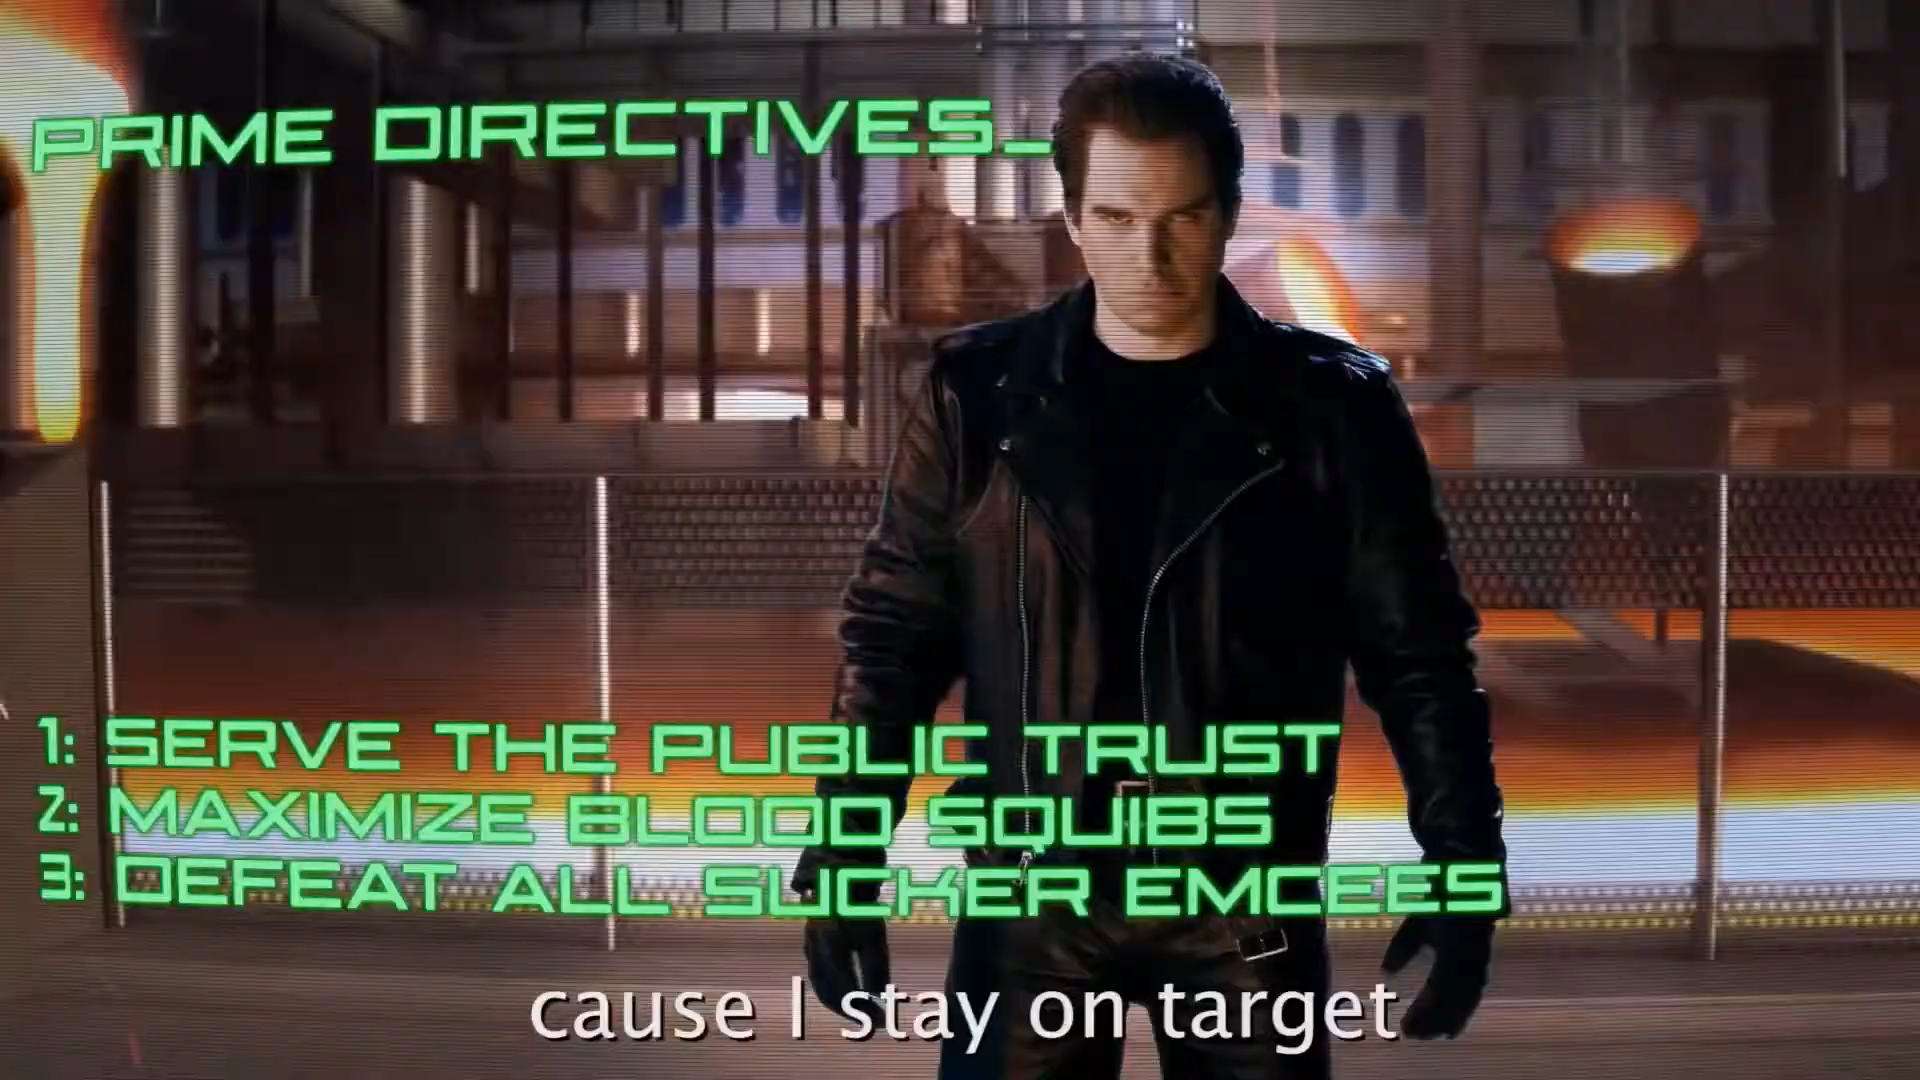 PRIME DIRECTIVES_
1: SERVE THE PUBLIC TRUST
2: MAXIMIZE BLOOD SQUIBS
3: DEFEAT ALL SUCKER EMCEES
cause I stay on target